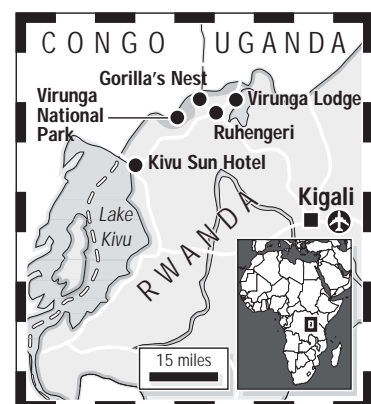 CONGO
UGANDA
Gorilla's Nest
Virunga
National
Park
Virunga Lodge
Ruhengeri
Kivu Sun Hotel
Kigali
Lake
Kivu
RWANDA
15 miles